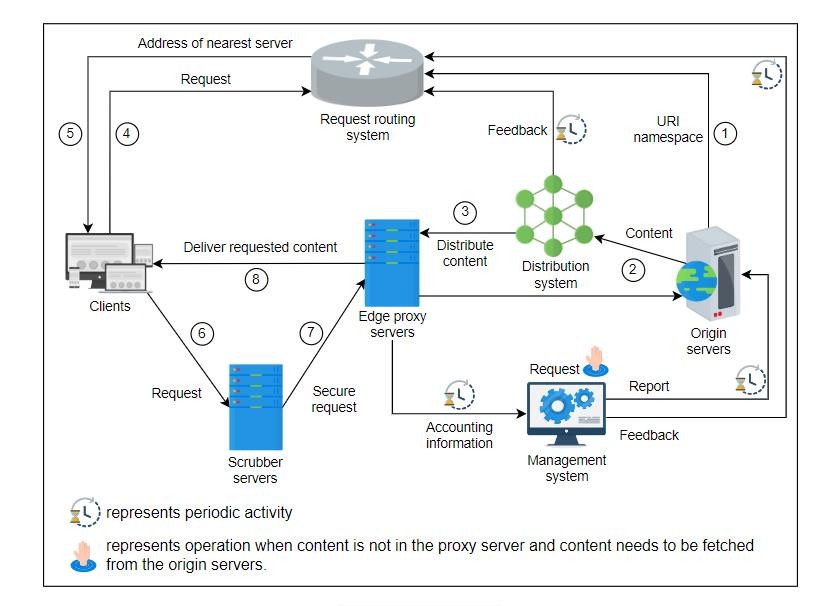 Address of nearest server
Request
Request routing
system
5
4
Feedback
URI
namespace
1
3
Distribute
content
Content
2
Distribution
system
Deliver requested content
8
Clients
Edge proxy
servers
Origin
servers
6
7
Request
Secure
request
Scrubber
servers
Request
Report
Accounting
information
Feedback
Management
system
represents periodic activity
represents operation when content is not in the proxy server and content needs to be fetched
from the origin servers.